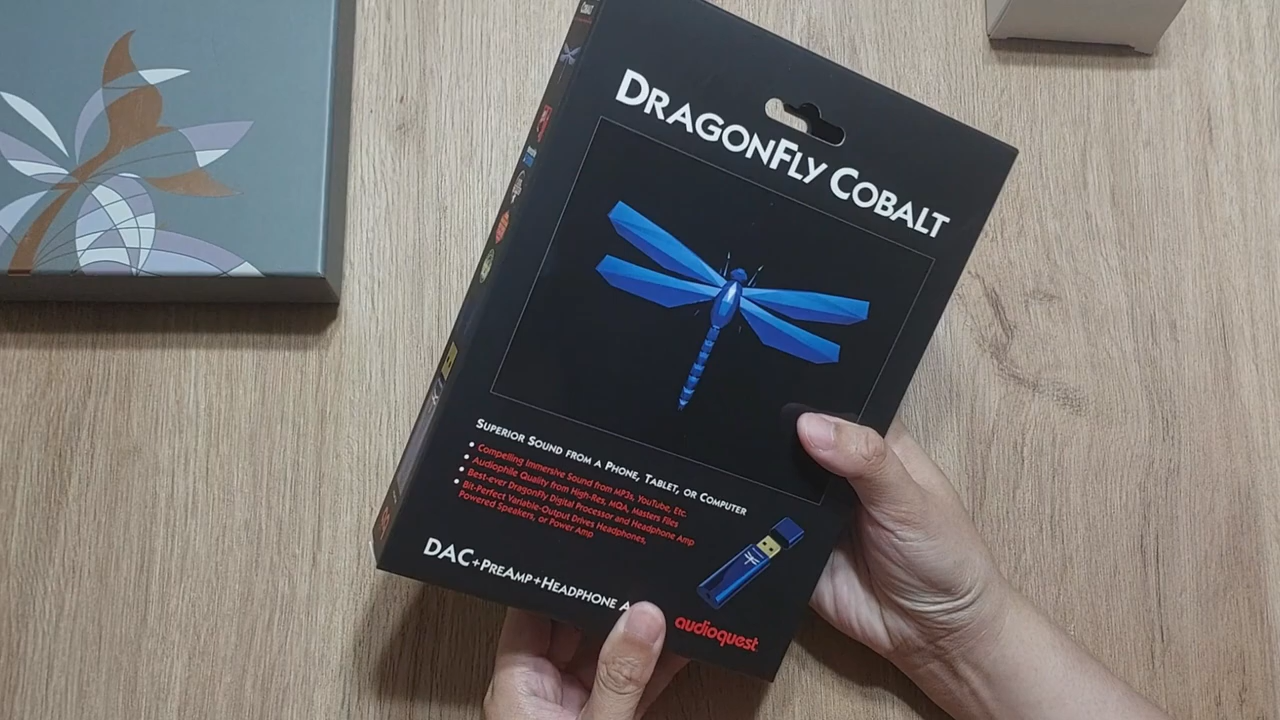 DRAGONFLY COBALT
SUPERIOR SOUND FROM A PHONE, TABLET, OR COMPUTER
• Compelling Immersive Sound from MP3s, YouTube, Etc.
• Audiophile Quality from High-Res, MQA, Masters Files
• Best-ever DragonFly Digital Processor and Headphone Amp
• Bit-Perfect Variable-Output Drives Headphones,
Powered Speakers, or Power Amp
DAC+PREAMP+HEADPHONE A
audioquest